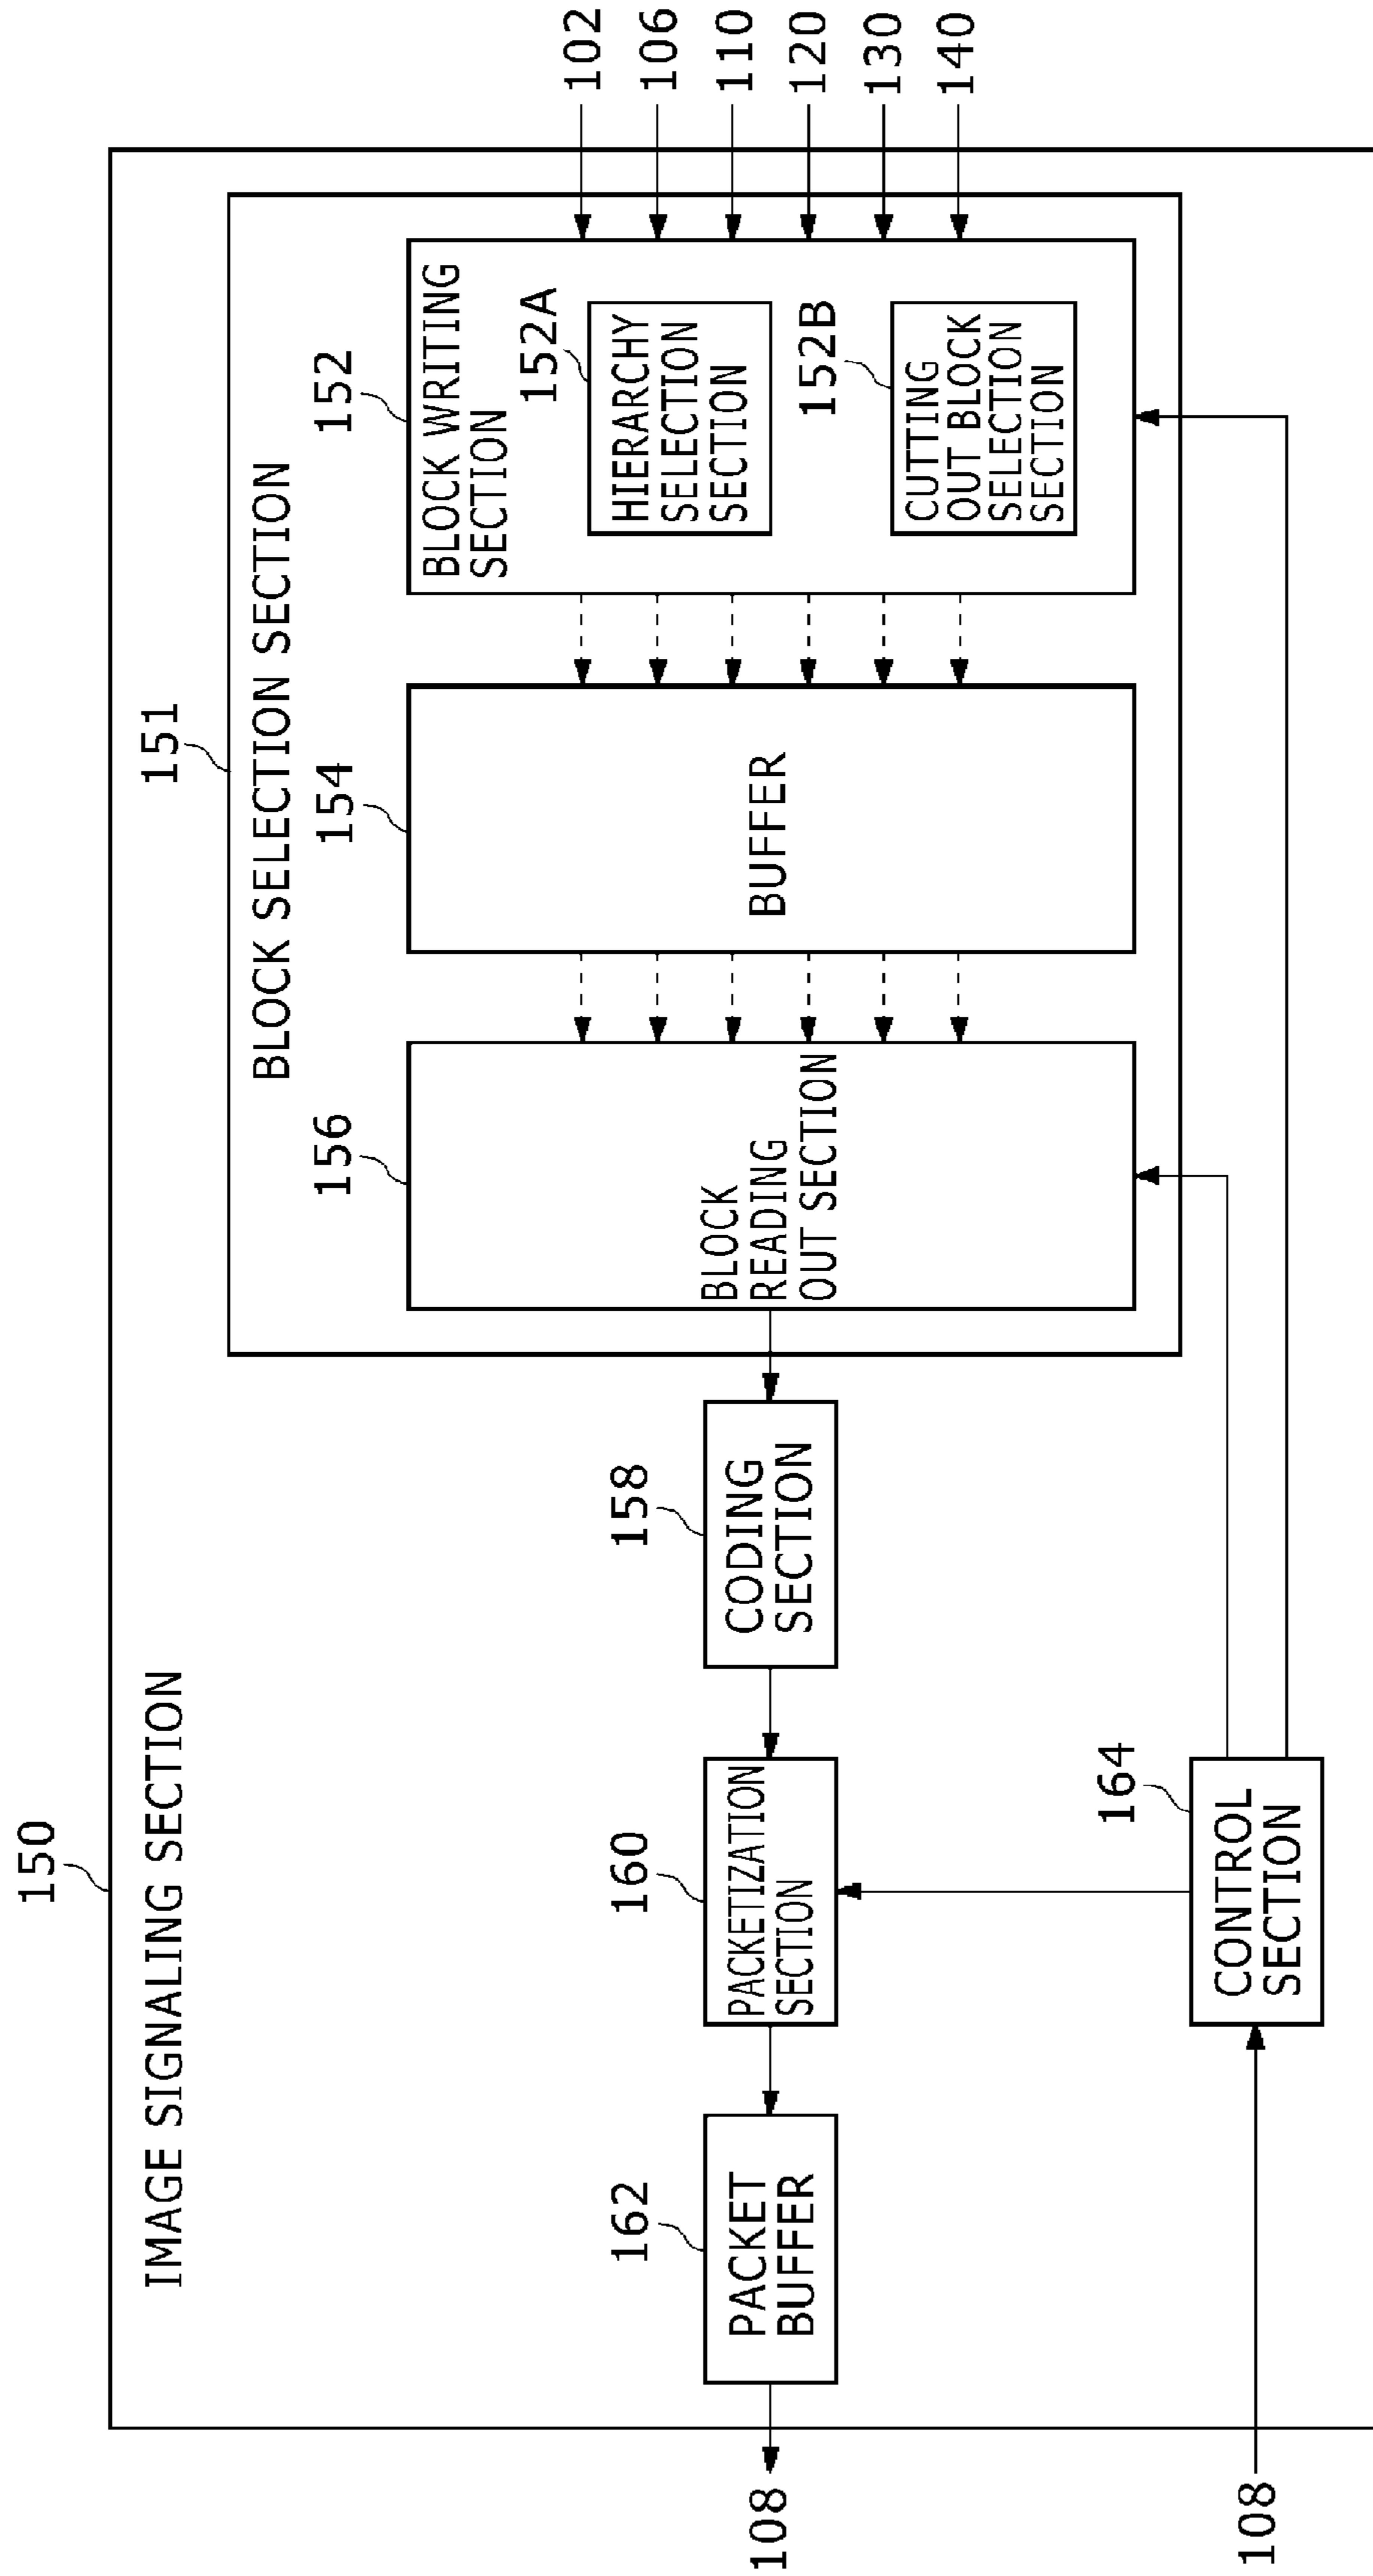 150
IMAGE SIGNALING SECTION
151
BLOCK SELECTION SECTION
162
PACKET
BUFFER
160
PACKETIZATION
SECTION
158
CODING
SECTION
156
BLOCK
READING
OUT SECTION
154
BUFFER
152
BLOCK WRITING
SECTION
152A
HIERARCHY
SELECTION
SECTION
152B
CUTTING
OUT BLOCK
SELECTION
SECTION
102
106
110
120
130
140
108
164
CONTROL
SECTION
108